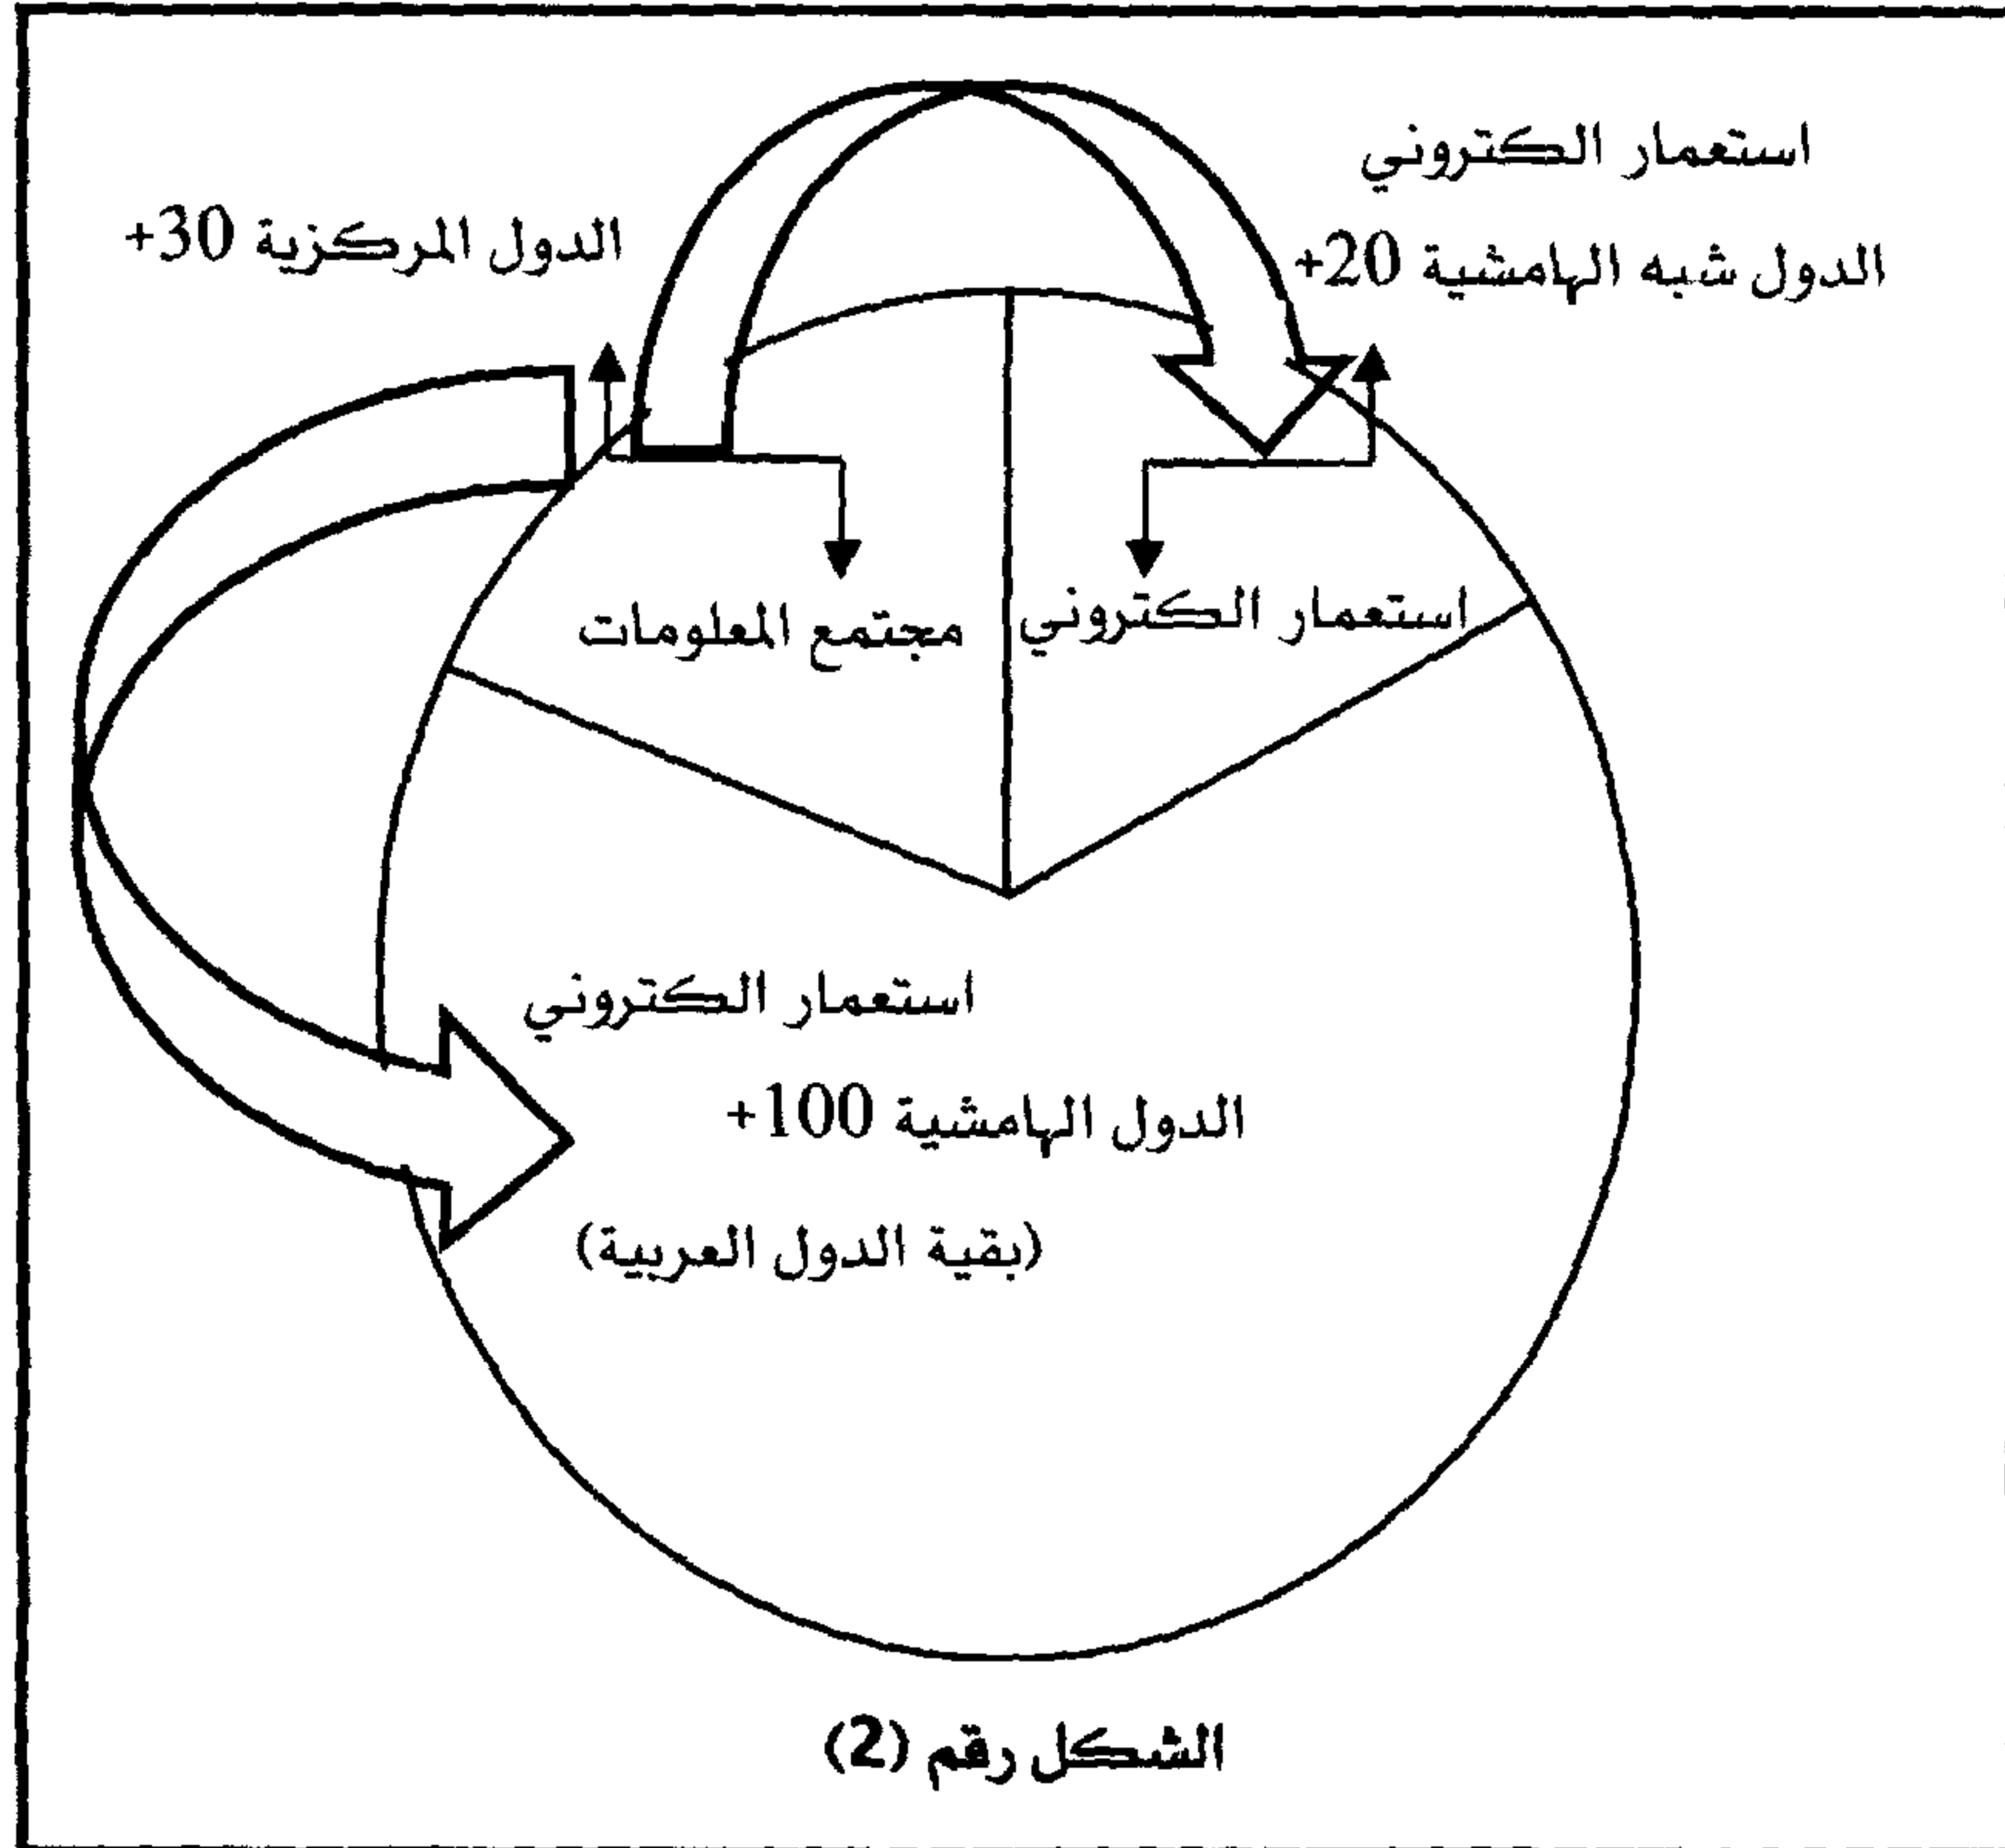 استعمار الكتروني
الدول شبه الهامشية 20+
الدول المركزية 30+
استعمار الكتروني
مجتمع المعلومات
استعمار الكتروني
الدول الهامشية 100+
(بقية الدول العربية)
الشكل رقم (2)